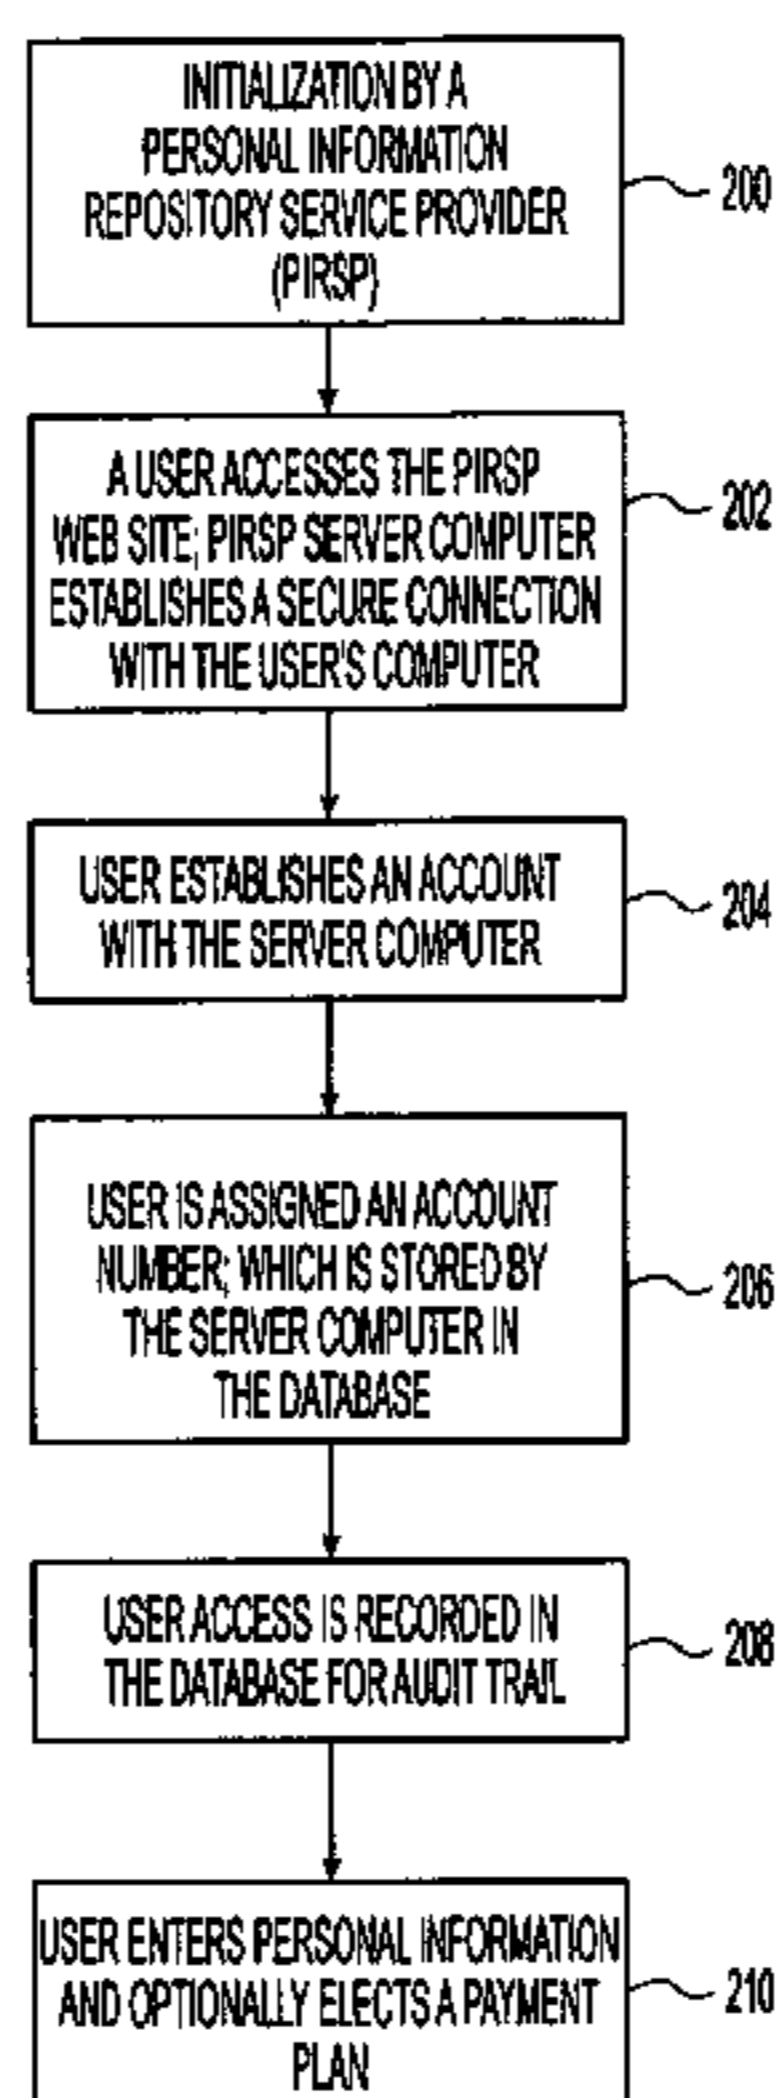 INITIALIZATION BY A
PERSONAL INFORMATION
REPOSITORY SERVICE PROVIDER
(PIRSP)
200
A USER ACCESSES THE PIRSP
WEB SITE; PIRSP SERVER COMPUTER
ESTABLISHES A SECURE CONNECTION
WITH THE USER'S COMPUTER
202
USER ESTABLISHES AN ACCOUNT
WITH THE SERVER COMPUTER
204
USER IS ASSIGNED AN ACCOUNT
NUMBER; WHICH IS STORED BY
THE SERVER COMPUTER IN
THE DATABASE
206
USER ACCESS IS RECORDED IN
THE DATABASE FOR AUDIT TRAIL
208
USER ENTERS PERSONAL INFORMATION
AND OPTIONALLY ELECTS A PAYMENT
PLAN
210